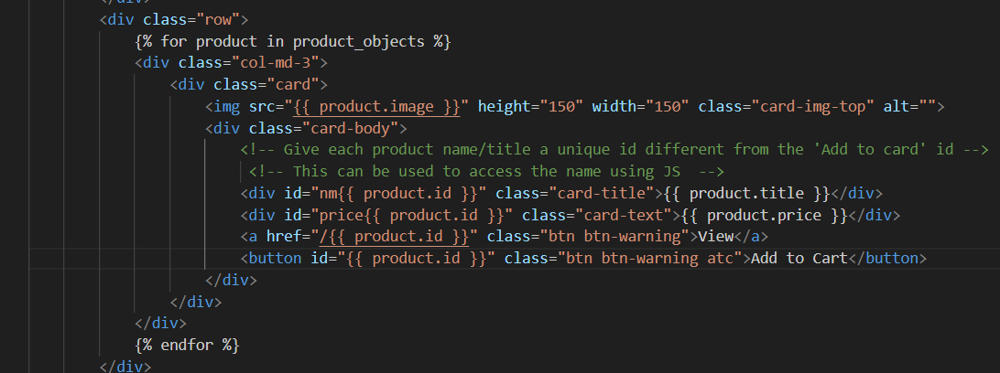 </div>
<div class="row">
{% for product in product_objects %}
<div class="col-md-3">
<div class="card">
<img src="{{ product.image }}" height="150" width="150" class="card-img-top" alt="">
<div class="card-body">
<!-- Give each product name/title a unique id different from the 'Add to card' id -->
<!-- This can be used to access the name using JS  -->
<div id="nm{{ product.id }}" class="card-title">{{ product.title }}</div>
<div id="price{{ product.id }}" class="card-text">{{ product.price }}</div>
<a href="/{{ product.id }}" class="btn btn-warning">View</a>
<button id="{{ product.id }}" class="btn btn-warning atc">Add to Cart</button>
</div>
</div>
</div>
{% endfor %}
</div>